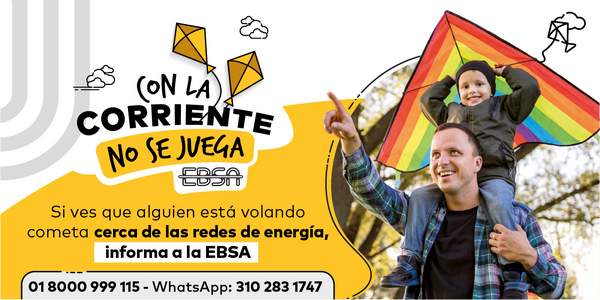 CON LA
CORRIENTE
NO SE JUEGA
EBSA
Si ves que alguien está volando
cometa cerca de las redes de energía,
informa a la EBSA
01 8000 999 115 - WhatsApp: 310 283 1747